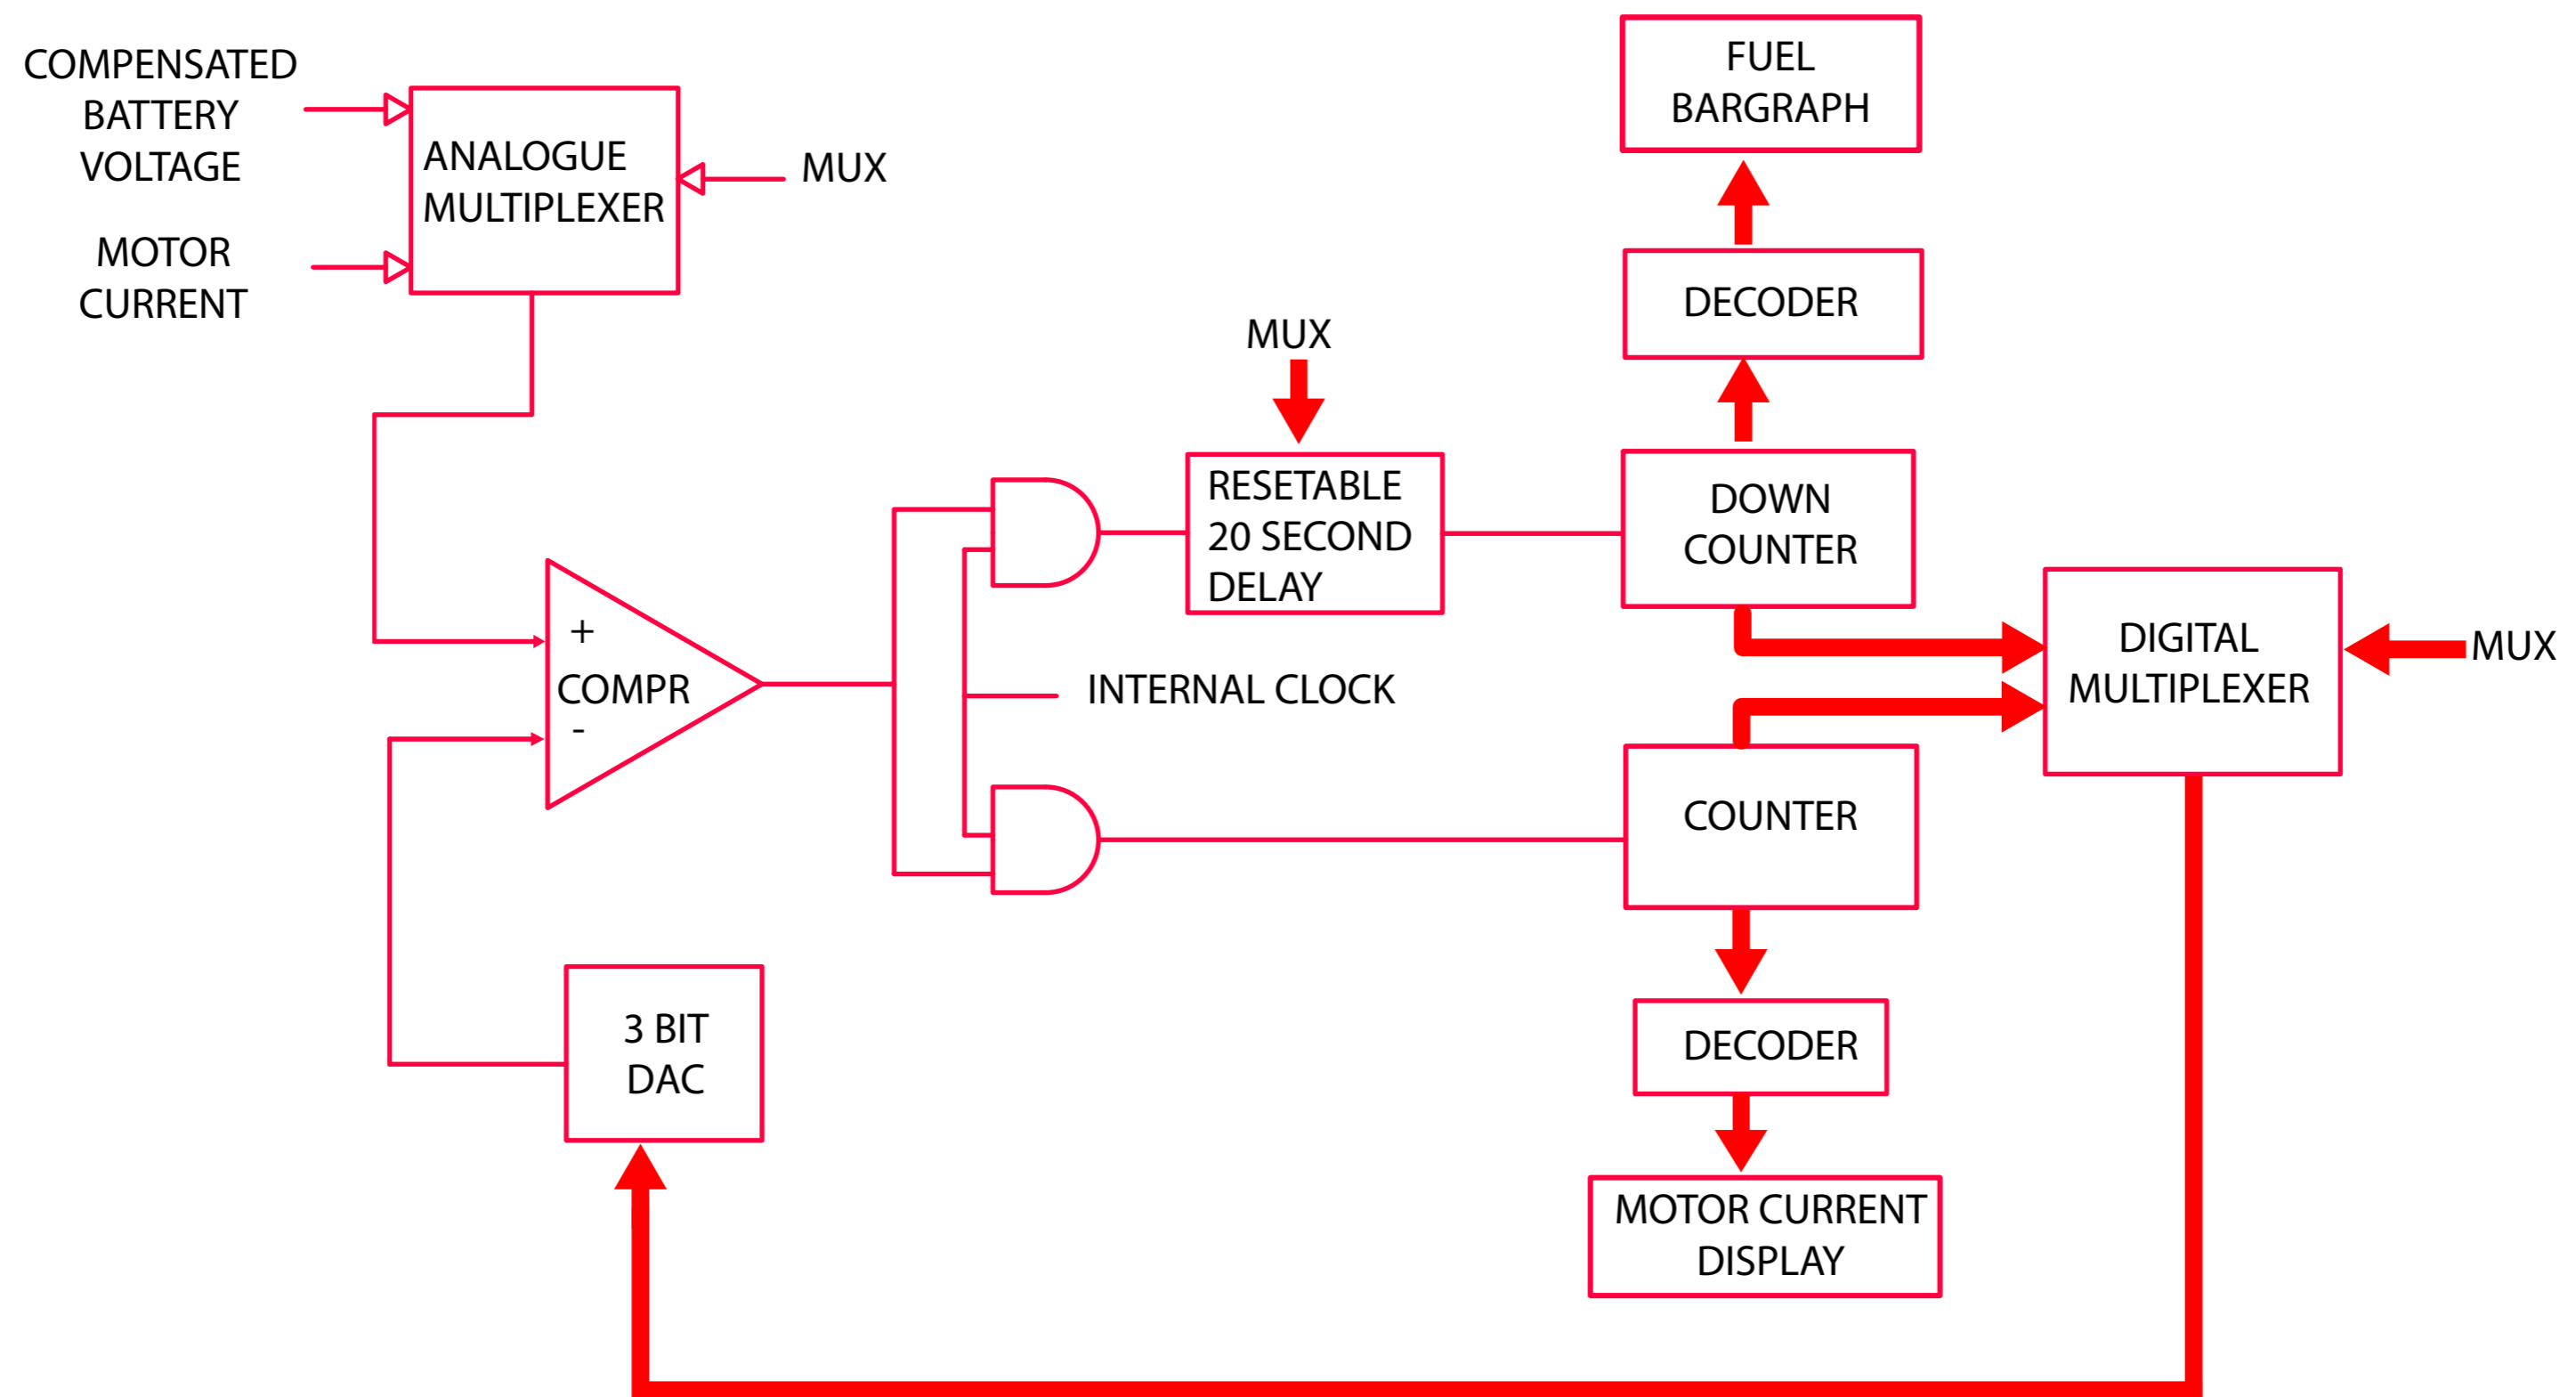 COMPENSATED
BATTERY
VOLTAGE
MOTOR
CURRENT
ANALOGUE
MULTIPLEXER
MUX
FUEL
BARGRAPH
DECODER
MUX
RESETABLE
20 SECOND
DELAY
DOWN
COUNTER
+
COMPR
-
INTERNAL CLOCK
DIGITAL
MULTIPLEXER
MUX
COUNTER
3 BIT
DAC
DECODER
MOTOR CURRENT
DISPLAY